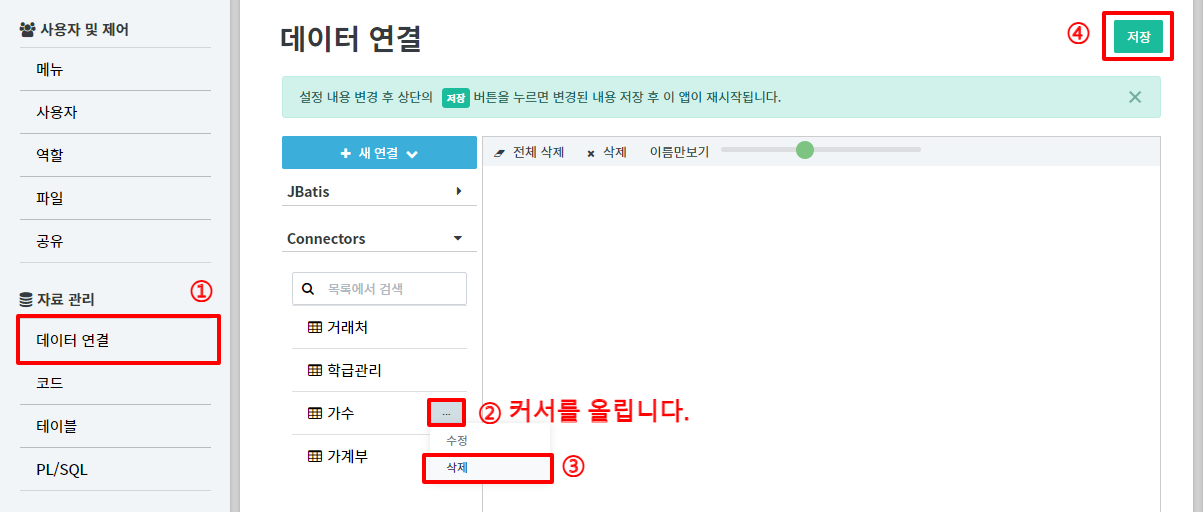 사용자 및 제어
메뉴
사용자
역할
파일
공유
자료 관리
①
데이터 연결
코드
테이블
PL/SQL
데이터 연결
④
저장
설정 내용 변경 후 상단의 저장 버튼을 누르면 변경된 내용 저장 후 이 앱이 재시작됩니다.
새 연결
전체 삭제 삭제 이름만보기
JBatis
Connectors
목록에서 검색
거래처
학급관리
가수
...
② 커서를 올립니다.
수정
삭제
③
가계부